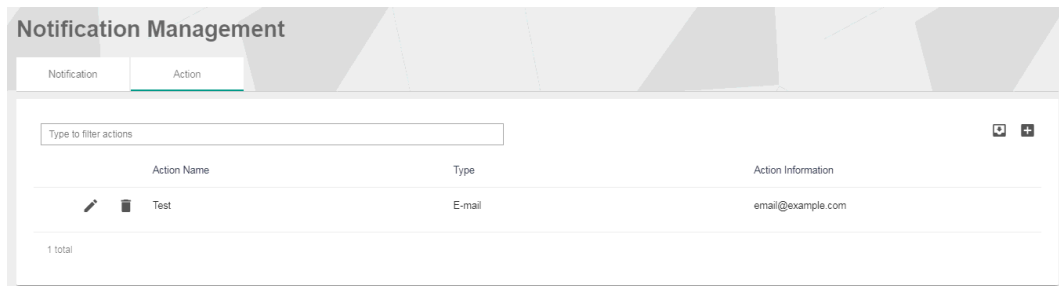 Notification Management
Notification Action
Type to filter actions
Action Name Type Action Information
Test E-mail email@example.com
1 total